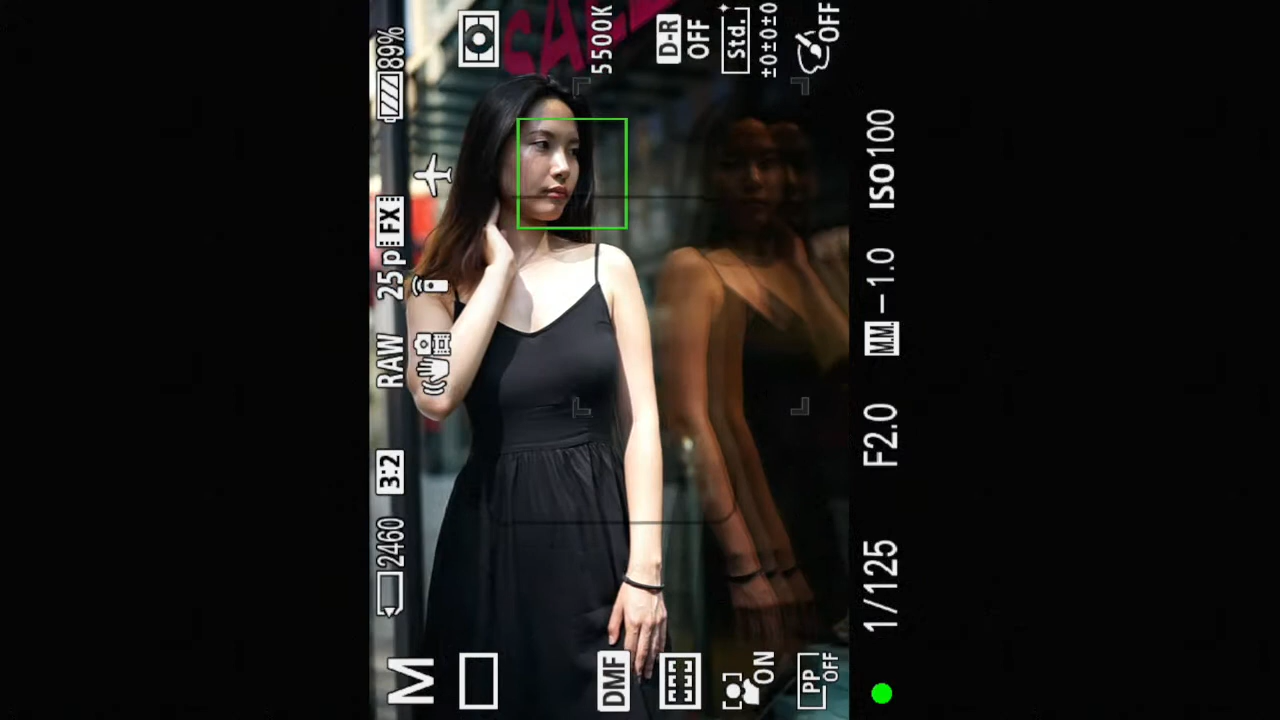 M 2460 3:2 RAW 25p FX 89%
SALE
5500K
DMF
D-R OFF
Std.
±0±0±0
ON
PP OFF
OFF
1/125 F2.0 M.M. −1.0 ISO100